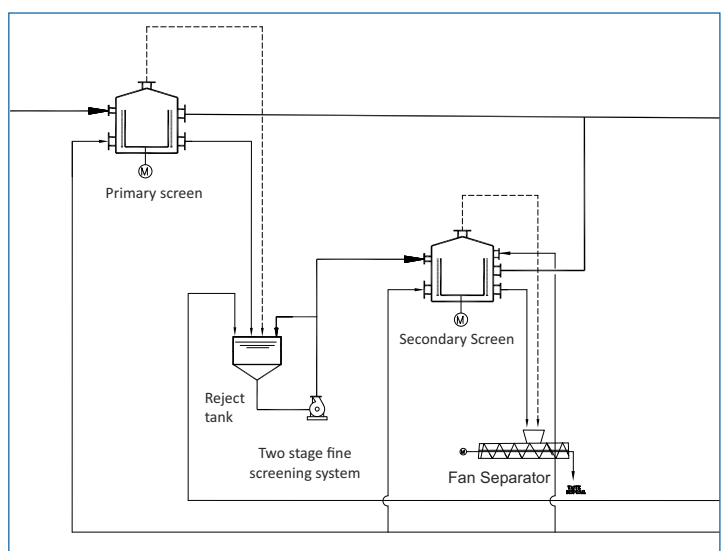 M
Primary screen
M
Secondary Screen
Reject
tank
Two stage fine
screening system
M
Fan Separator